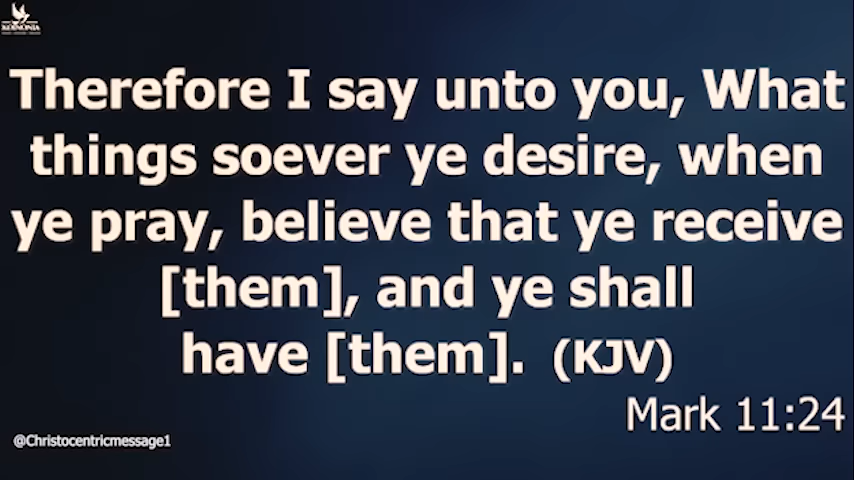 KOINONIA
Therefore I say unto you, What
things soever ye desire, when
ye pray, believe that ye receive
[them], and ye shall
have [them]. (KJV)
Mark 11:24
@Christocentricmessage1